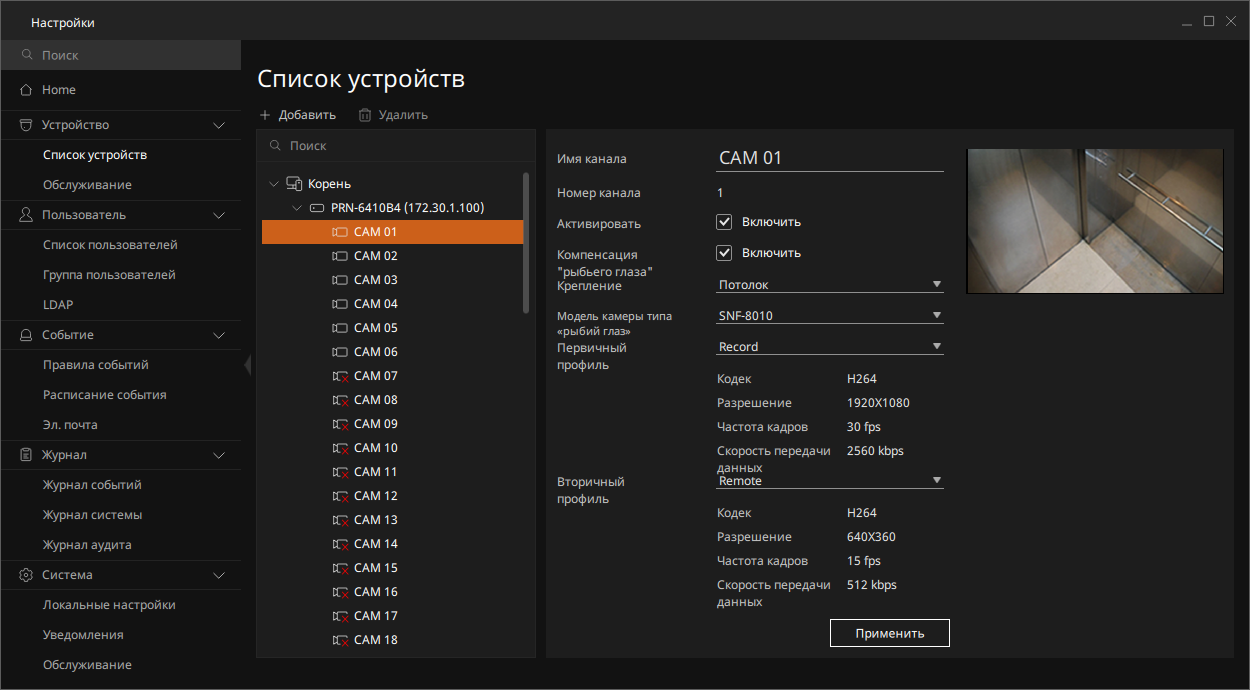 Настройки
Поиск
Home
Устройство
Список устройств
Обслуживание
Пользователь
Список пользователей
Группа пользователей
LDAP
Событие
Правила событий
Расписание события
Эл. почта
Журнал
Журнал событий
Журнал системы
Журнал аудита
Система
Локальные настройки
Уведомления
Обслуживание
Список устройств
Добавить
Удалить
Поиск
Корень
PRN-6410B4 (172.30.1.100)
CAM 01
CAM 02
CAM 03
CAM 04
CAM 05
CAM 06
CAM 07
CAM 08
CAM 09
CAM 10
CAM 11
CAM 12
CAM 13
CAM 14
CAM 15
CAM 16
CAM 17
CAM 18
Имя канала CAM 01
Номер канала 1
Активировать Включить
Компенсация Включить
"рыбьего глаза"
Крепление Потолок
Модель камеры типа SNF-8010
«рыбий глаз»
Первичный Record
профиль
Кодек H264
Разрешение 1920X1080
Частота кадров 30 fps
Скорость передачи 2560 kbps
данных
Вторичный Remote
профиль
Кодек H264
Разрешение 640X360
Частота кадров 15 fps
Скорость передачи 512 kbps
данных
Применить